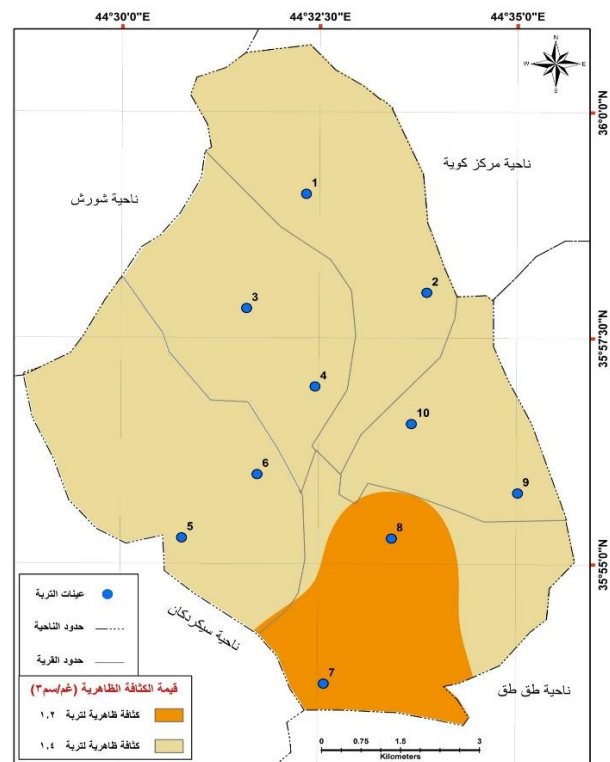 44°30'0"E 44°32'30"E 44°35'0"E
N
W E
S
36°0'0"N
ناحية مركز كوية
ناحية شورش
1
2
3
35°57'30"N
4
10
6
9
5
8
35°55'0"N
عينات التربة
حدود الناحية
حدود القرية
ناحية سيكردكان
ناحية طق طق
7
قيمة الكثافة الظاهرية (غم/سم٣)
كثافة ظاهرية لتربة ١.٢
كثافة ظاهرية لتربة ١.٤
0 0.75 1.5 3
Kilometers